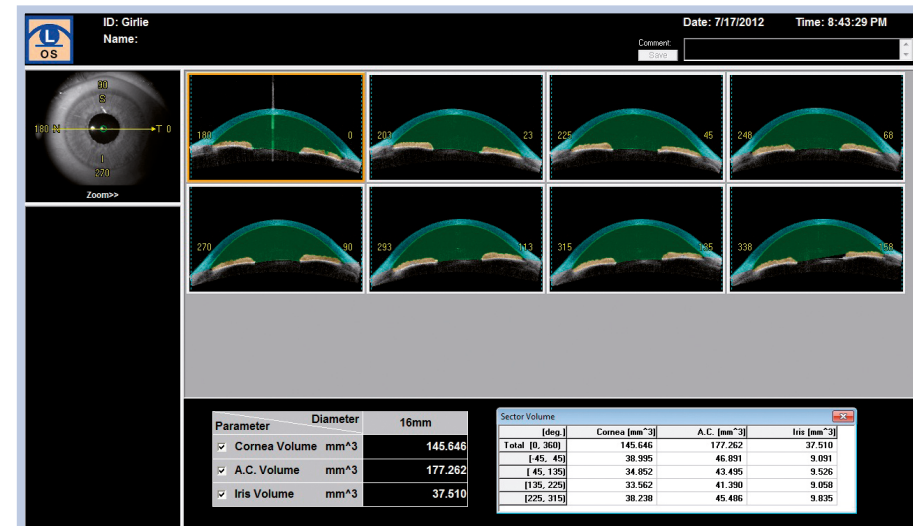 ID: Girlie
Date: 7/17/2012 Time: 8:43:29 PM
L
OS
Name:
Comment:
Save
90
S
180 N T 0
I
270
Zoom>>
180 0
203 23
225 45
248 68
270 90
293 113
315 135
338 158
Parameter Diameter 16mm
Cornea Volume mm^3 145.646
A.C. Volume mm^3 177.262
Iris Volume mm^3 37.510
Sector Volume
[deg.] Cornea [mm^3] A.C. [mm^3] Iris [mm^3]
Total [0, 360] 145.646 177.262 37.510
[-45, 45] 38.995 46.891 9.091
[ 45, 135] 34.852 43.495 9.526
[135, 225] 33.562 41.390 9.058
[225, 315] 38.238 45.486 9.835